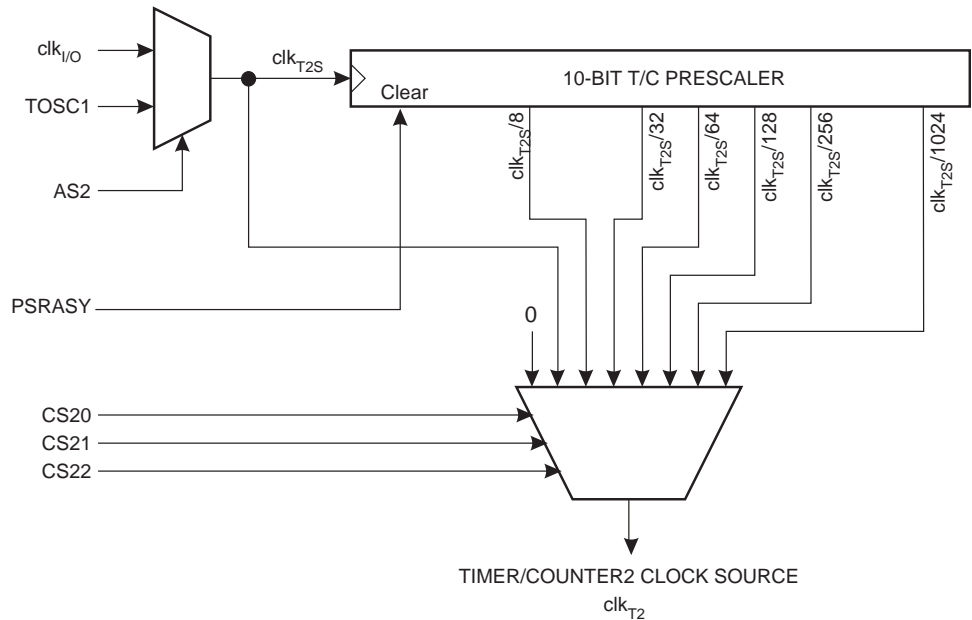 clkI/O
clkT2S
10-BIT T/C PRESCALER
TOSC1
Clear
clkT2S/8
clkT2S/32
clkT2S/64
clkT2S/128
clkT2S/256
clkT2S/1024
AS2
PSRASY
0
CS20
CS21
CS22
TIMER/COUNTER2 CLOCK SOURCE
clkT2